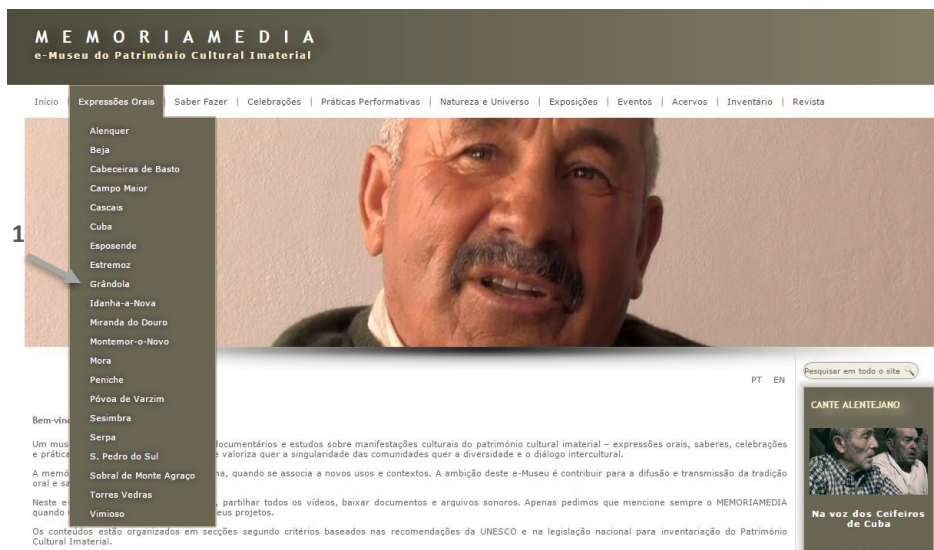 MEMORIAMEDIA
e-Museu do Património Cultural Imaterial
Início | Expressões Orais | Saber Fazer | Celebrações | Práticas Performativas | Natureza e Universo | Exposições | Eventos | Acervos | Inventário | Revista
Alenquer
Beja
Cabeceiras de Basto
Campo Maior
Cascais
Cuba
1
Esposende
Estremoz
Grândola
Idanha-a-Nova
Miranda do Douro
Montemor-o-Novo
Mora
Peniche
Póvoa de Varzim
Sesimbra
Serpa
S. Pedro do Sul
Sobral de Monte Agraço
Torres Vedras
Vimioso
PT EN
Pesquisar em todo o site
CANTE ALENTEJANO
Na voz dos Ceifeiros
de Cuba
Um documentários e estudos sobre manifestações culturais do património cultural imaterial – expressões orais, saberes, celebrações
e valoriza quer a singularidade das comunidades quer a diversidade e o diálogo intercultural.
A quando se associa a novos usos e contextos. A ambição deste e-Museu é contribuir para a difusão e transmissão da tradição
oral e
Neste partilhar todos os vídeos, baixar documentos e arquivos sonoros. Apenas pedimos que mencione sempre o MEMORIAMEDIA
quando projetos.
Os conteúdos estão organizados em secções segundo critérios baseados nas recomendações da UNESCO e na legislação nacional para inventariação do Património
Cultural Imaterial.